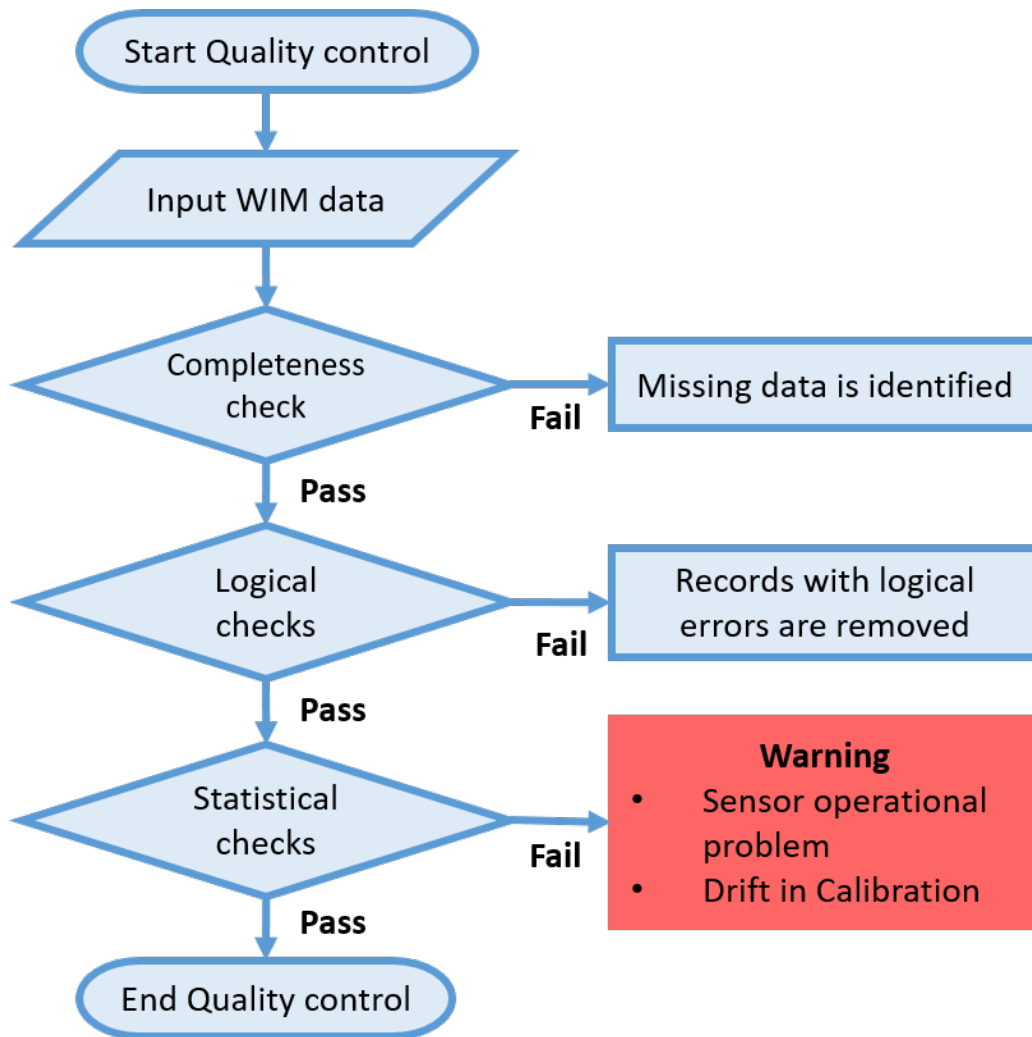 Start Quality control
Input WIM data
Completeness
check
Fail
Missing data is identified
Pass
Logical
checks
Fail
Records with logical
errors are removed
Pass
Statistical
checks
Fail
Warning
• Sensor operational
problem
• Drift in Calibration
Pass
End Quality control